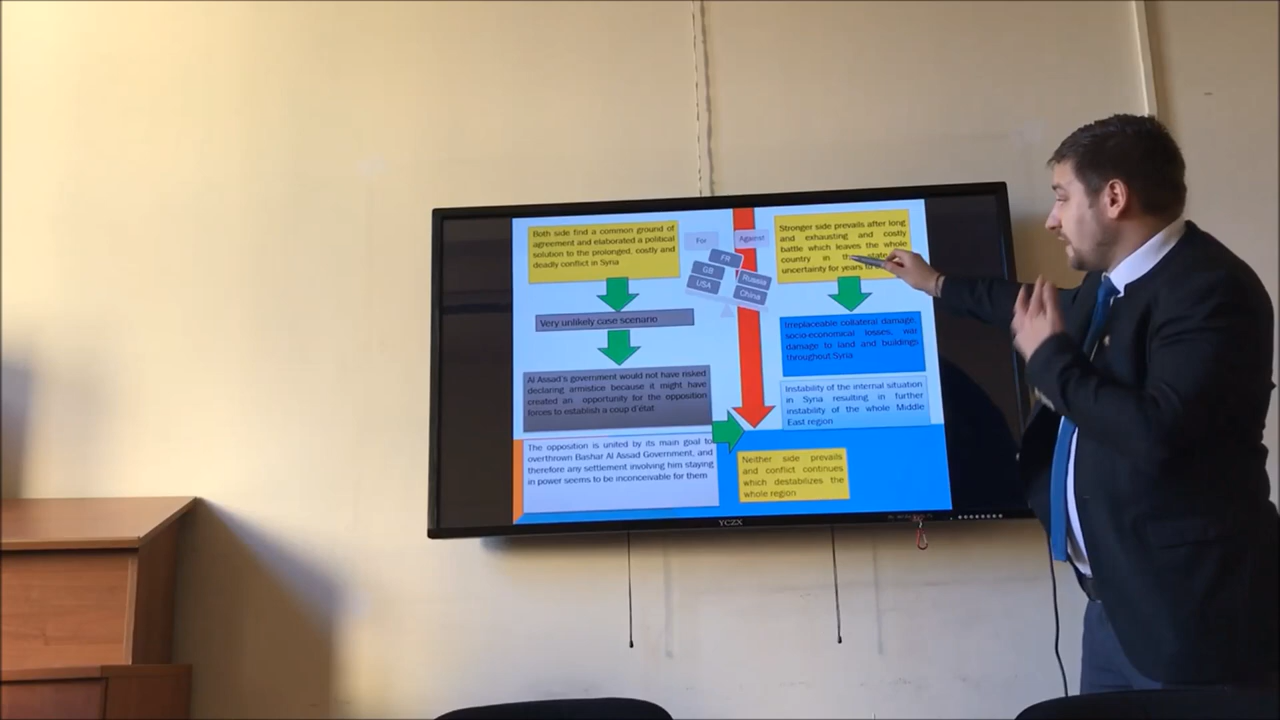 Both side find a common ground of
agreement and elaborated a political
solution to the prolonged, costly and
deadly conflict in Syria
Very unlikely case scenario
Al Assad's government would not have risked
declaring armistice because it might have
created an opportunity for the opposition
forces to establish a coup d'état
The opposition is united by its main goal to
overthrown Bashar Al Assad Government, and
therefore any settlement involving him staying
in power seems to be inconceivable for them
For
Against
FR
GB
USA
Russia
China
Stronger side prevails after long
and exhausting and costly
battle which leaves the whole
country in the state
uncertainty for years to
Irreplaceable collateral damage,
socio-economical losses, war
damage to land and buildings
throughout Syria
Instability of the internal situation
in Syria resulting in further
instability of the whole Middle
East region
Neither side prevails
and conflict continues
which destabilizes the
whole region
YCZX